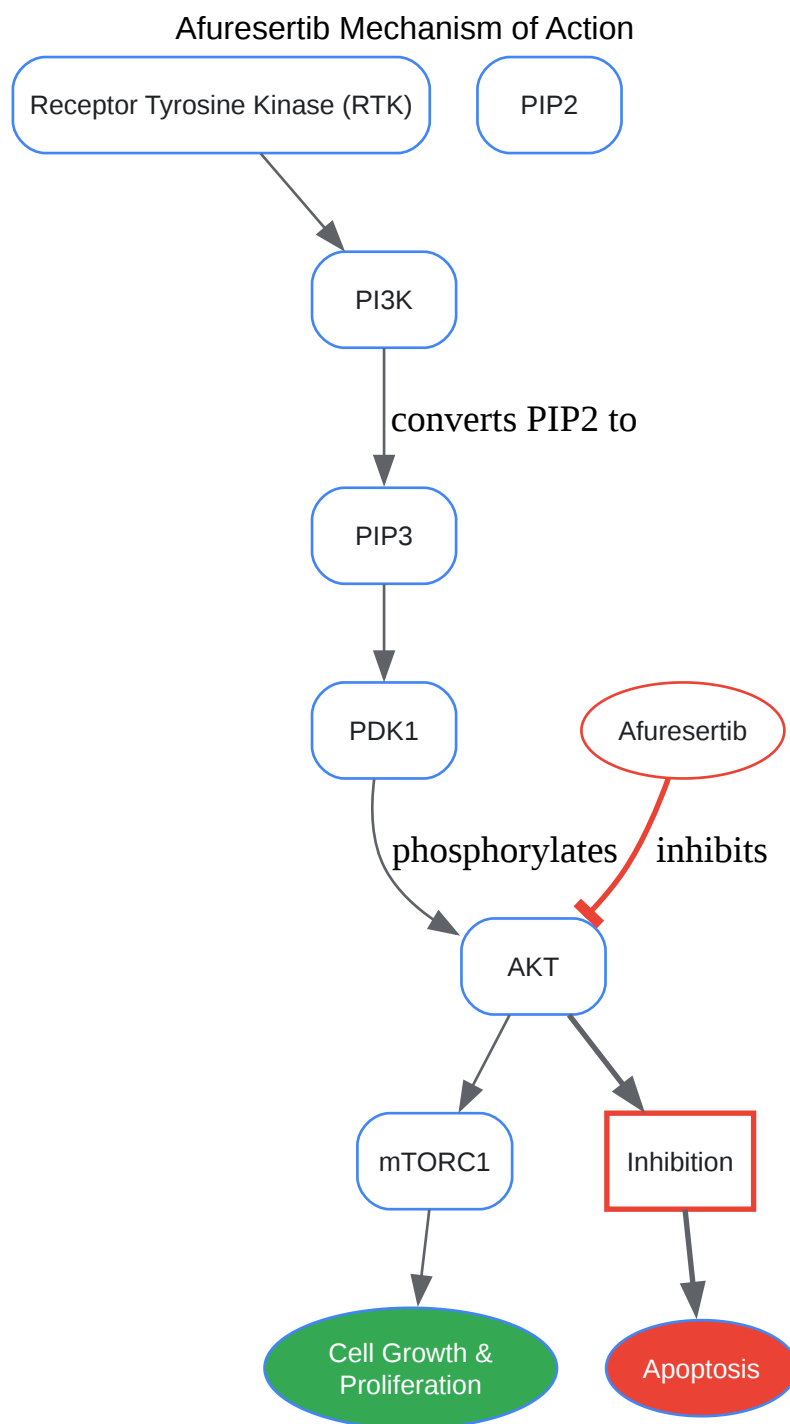 Afuresertib Mechanism of Action
Receptor Tyrosine Kinase (RTK)
PIP2
PI3K
converts PIP2 to
PIP3
PDK1
Afuresertib
phosphorylates
inhibits
AKT
mTORC1
Inhibition
Cell Growth &
Proliferation
Apoptosis